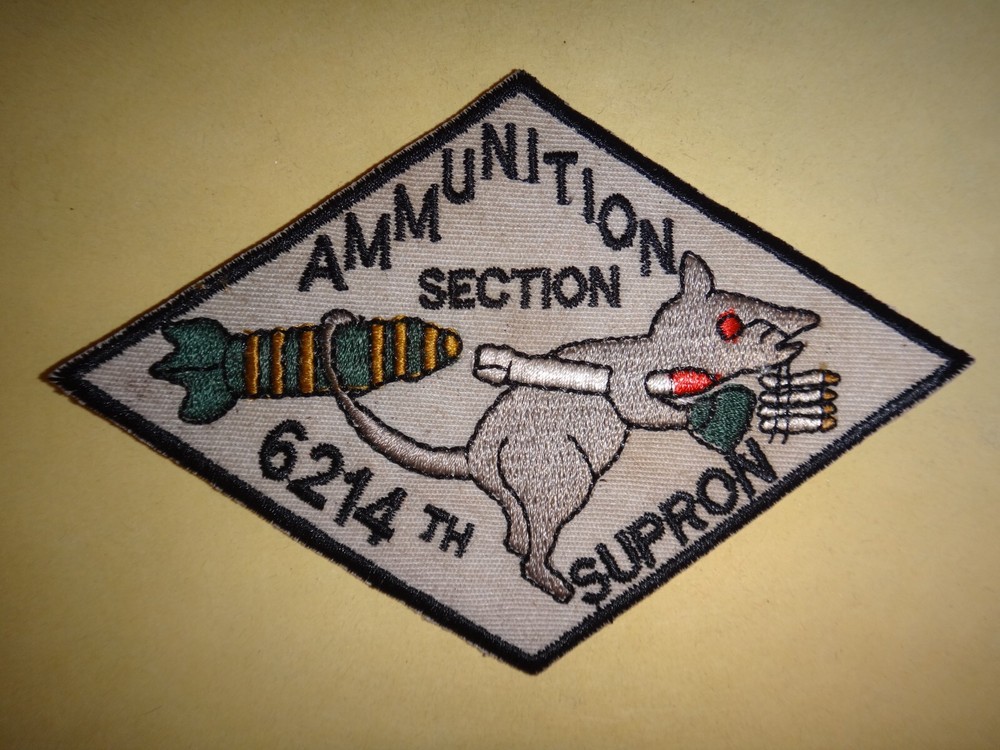 AMMUNITION
SECTION
6214 TH
SUPRON